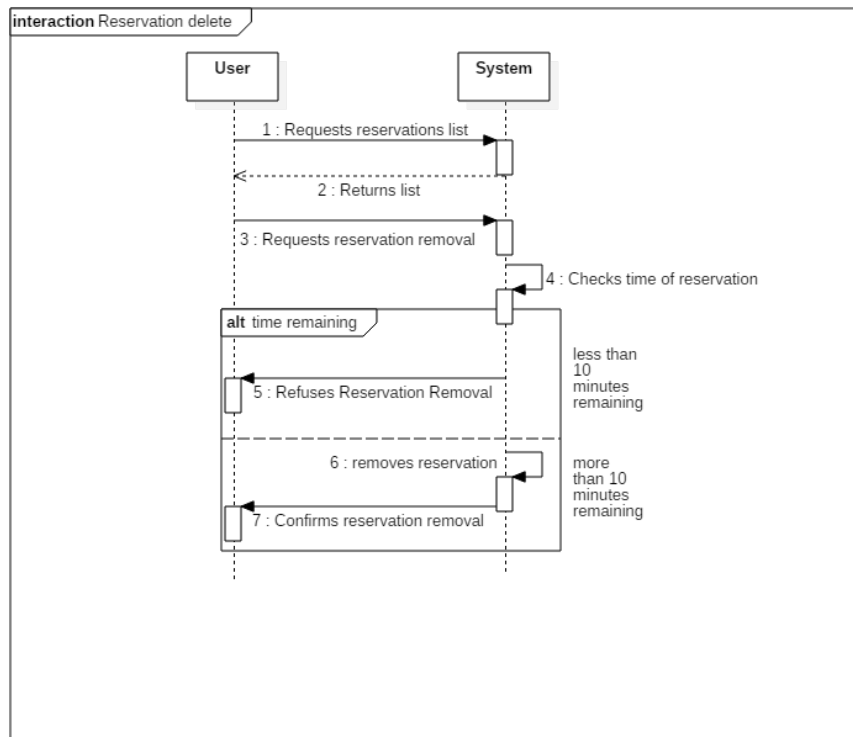 interaction Reservation delete
User
System
1 : Requests reservations list
2 : Returns list
3 : Requests reservation removal
4 : Checks time of reservation
alt time remaining
less than
10
minutes
remaining
5 : Refuses Reservation Removal
6 : removes reservation
more
than 10
minutes
remaining
7 : Confirms reservation removal